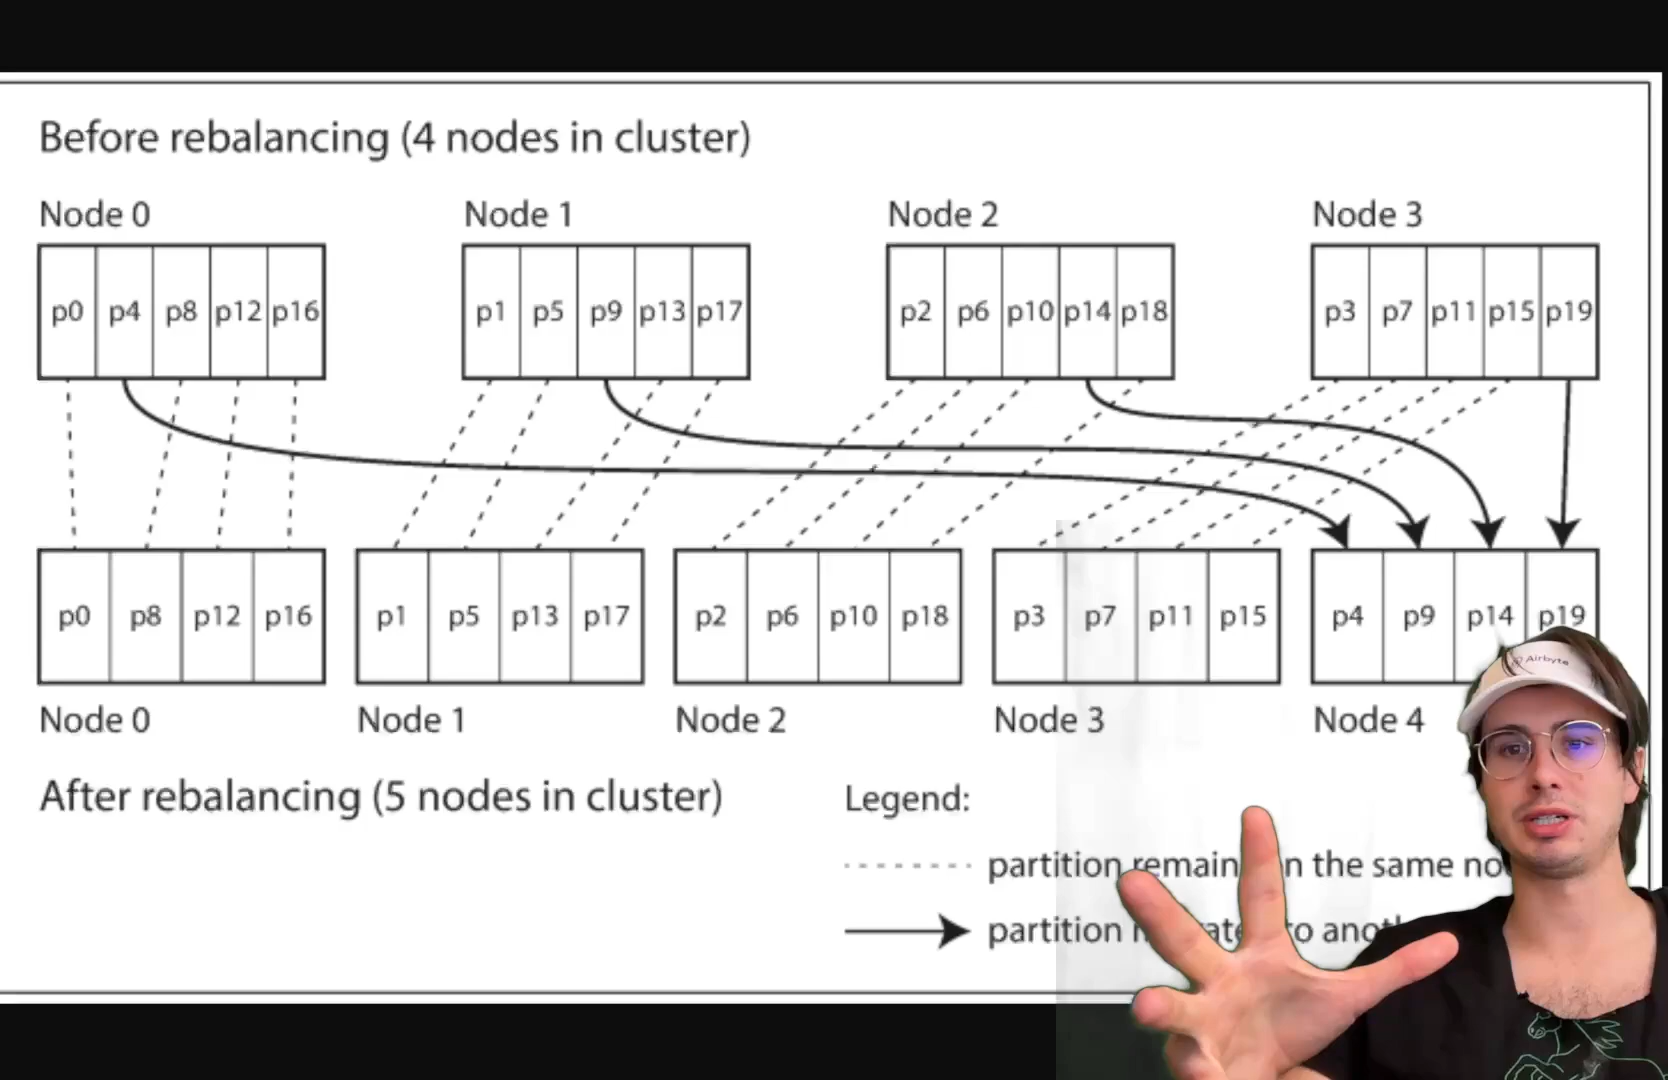 Before rebalancing (4 nodes in cluster)
Node 0 Node 1 Node 2 Node 3
p0 p4 p8 p12 p16 p1 p5 p9 p13 p17 p2 p6 p10 p14 p18 p3 p7 p11 p15 p19
p0 p8 p12 p16 p1 p5 p13 p17 p2 p6 p10 p18 p3 p7 p11 p15 p4 p9 p14 p19
Node 0 Node 1 Node 2 Node 3 Node 4
Airbyte
After rebalancing (5 nodes in cluster)
Legend:
partition remain n the same no
partition